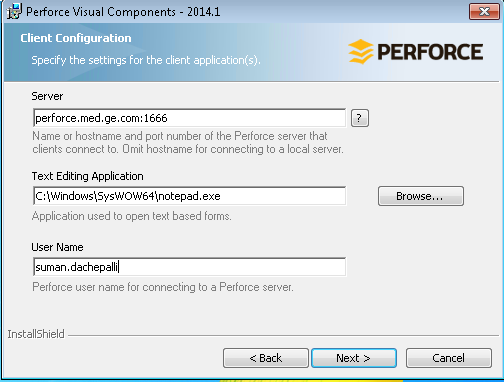 Perforce Visual Components - 2014.1
Client Configuration
Specify the settings for the client application(s).
PERFORCE
Server
perforce.med.ge.com:1666
?
Name or hostname and port number of the Perforce server that
clients connect to. Omit hostname for connecting to a local server.
Text Editing Application
C:\Windows\SysWOW64\notepad.exe
Browse...
Application used to open text based forms.
User Name
suman.dachepalli
Perforce user name for connecting to a Perforce server.
InstallShield
< Back
Next >
Cancel